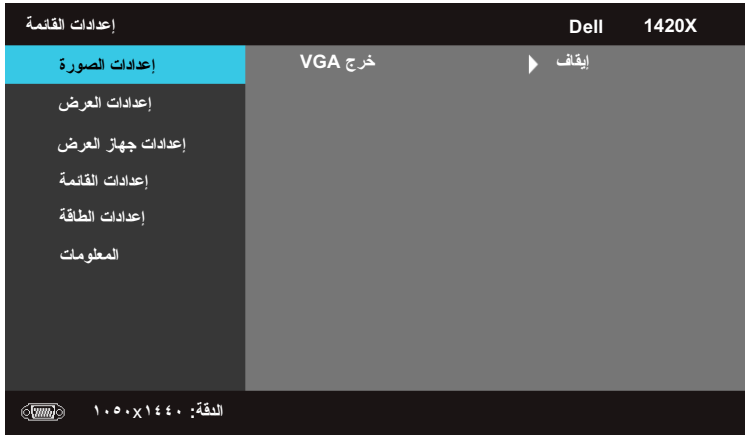 إعدادات القائمة
Dell 1420X
إعدادات الصورة
خرج VGA
إيقاف
إعدادات العرض
إعدادات جهاز العرض
إعدادات القائمة
إعدادات الطاقة
المعلومات
الدقة: ١٤٤٠x١٠٥٠